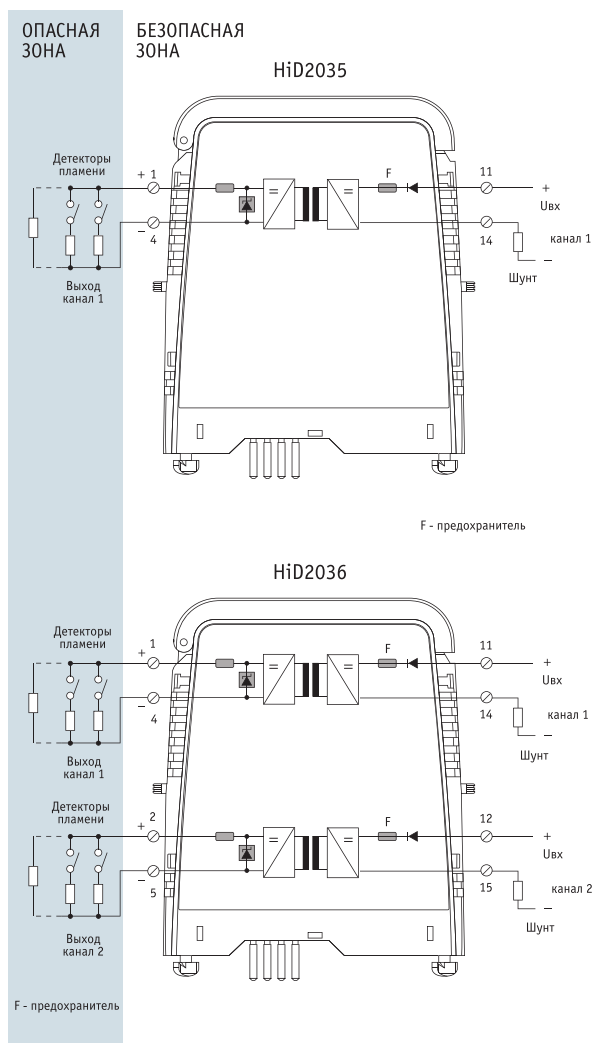 ОПАСНАЯ
ЗОНА
БЕЗОПАСНАЯ
ЗОНА
HiD2035
Детекторы
пламени
+ 1
F
11
+
Uвх
− 4
14
канал 1
−
Шунт
Выход
канал 1
F - предохранитель
HiD2036
Детекторы
пламени
+ 1
F
11
+
Uвх
− 4
14
канал 1
−
Шунт
Выход
канал 1
Детекторы
пламени
+ 2
F
12
+
Uвх
− 5
15
канал 2
−
Шунт
Выход
канал 2
F - предохранитель